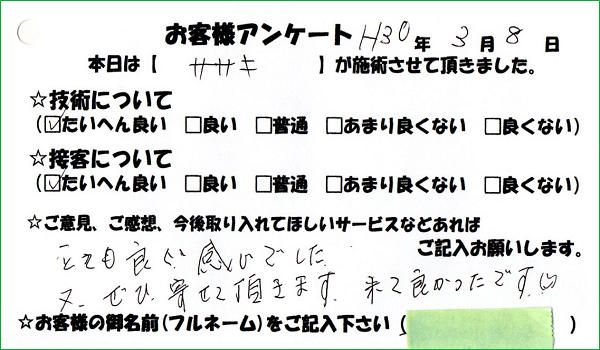 お客様アンケート H30年 3月 8日
本日は【 ササキ 】が施術させて頂きました。
☆技術について
(☑たいへん良い □良い □普通 □あまり良くない □良くない)
☆接客について
(☑たいへん良い □良い □普通 □あまり良くない □良くない)
☆ご意見、ご感想、今後取り入れてほしいサービスなどあれば
ご記入お願いします。
とても良い感じでした
又、ぜひ寄せて頂きます。来て良かったです。
☆お客様の御名前(フルネーム)をご記入下さい( )